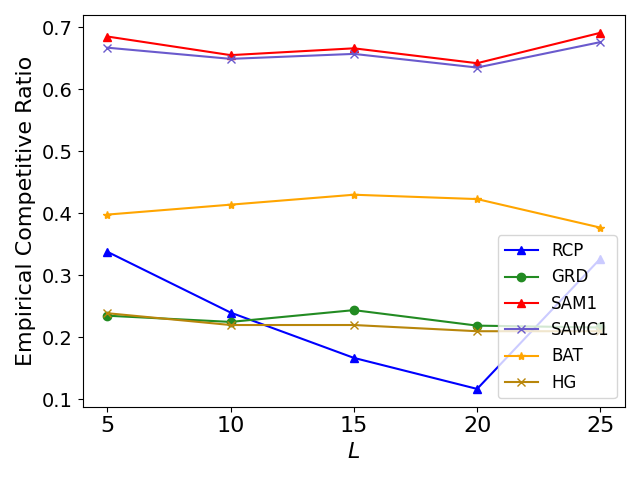 0.7
0.6
0.5
0.4
0.3
0.2
0.1
Empirical Competitive Ratio
5 10 15 20 25
L
RCP
GRD
SAM1
SAMC1
BAT
HG